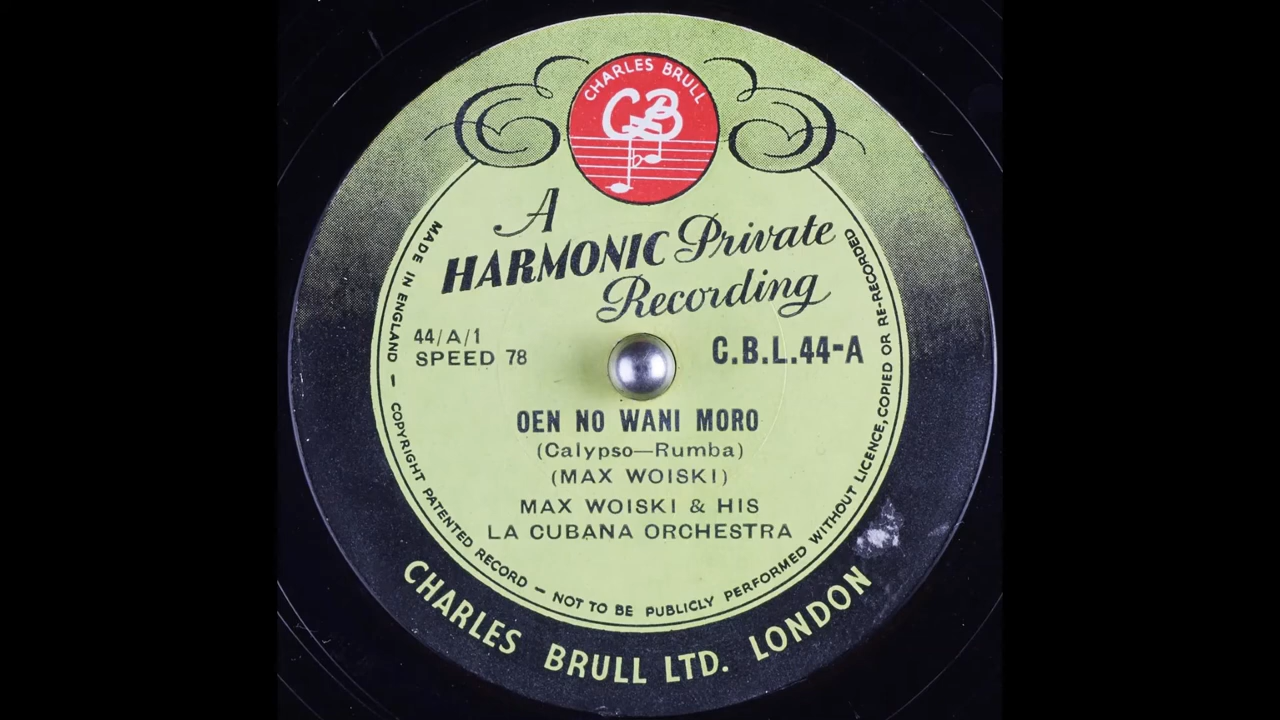 CHARLES BRULL
CB
A
HARMONIC Private
Recording
44/A/1
SPEED 78
C.B.L.44-A
OEN NO WANI MORO
(Calypso—Rumba)
(MAX WOISKI)
MAX WOISKI & HIS
LA CUBANA ORCHESTRA
MADE IN ENGLAND – COPYRIGHT PATENTED RECORD – NOT TO BE PUBLICLY PERFORMED WITHOUT LICENCE, COPIED OR RE-RECORDED
CHARLES BRULL LTD. LONDON